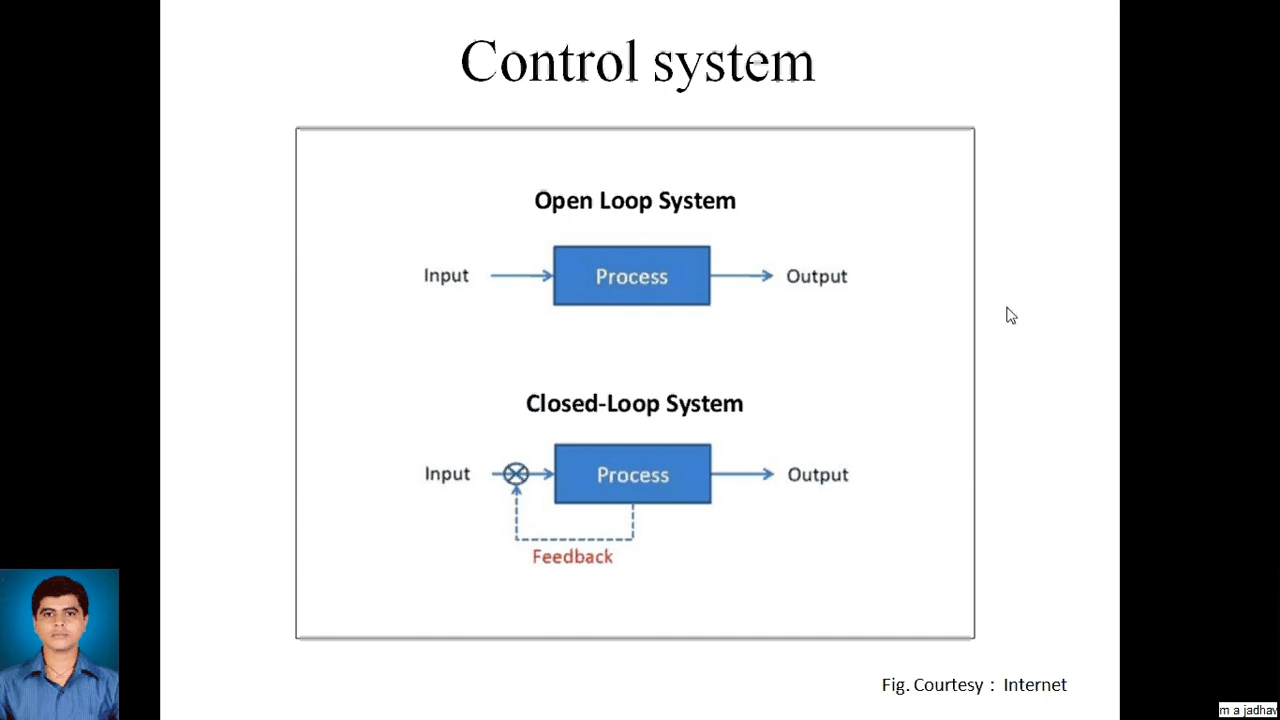 Control system
Open Loop System
Input Process Output
Closed-Loop System
Input Process Output
Feedback
Fig. Courtesy : Internet
m a jadhav